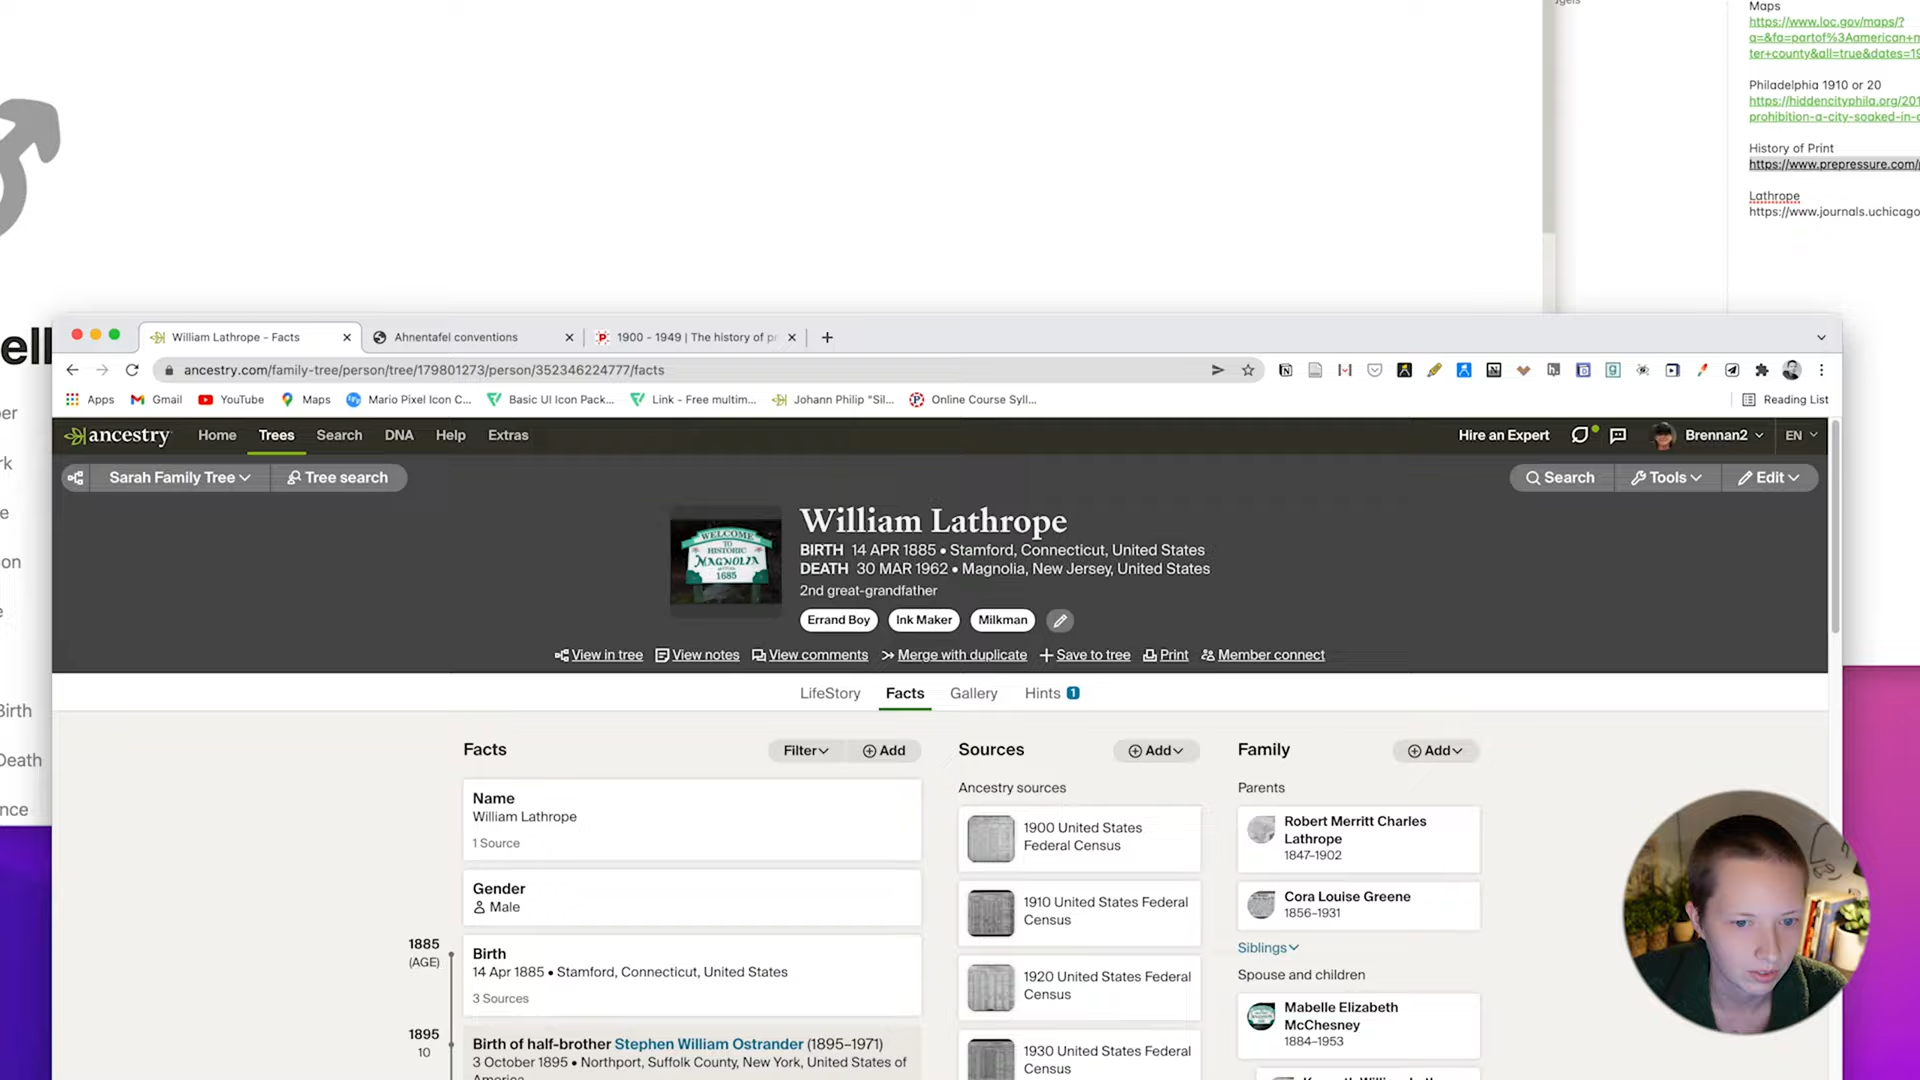 Maps
https://www.loc.gov/maps/?
q=&fa=partof%3Aamerican+m
ter+county&all=true&dates=19
Philadelphia 1910 or 20
https://hiddencityphila.org/201
prohibition-a-city-soaked-in-
History of Print
https://www.prepressure.com/
Lathrope
https://www.journals.uchicago
ell
er
rk
e
on
e
Birth
Death
nce
William Lathrope - Facts
Ahnentafel conventions
1900 - 1949 | The history of pr
ancestry.com/family-tree/person/tree/179801273/person/352346224777/facts
Apps
Gmail
YouTube
Maps
Mario Pixel Icon C...
Basic UI Icon Pack...
Link - Free multim...
Johann Philip "Sil...
Online Course Syll...
Reading List
ancestry
Home
Trees
Search
DNA
Help
Extras
Hire an Expert
Brennan2
EN
Sarah Family Tree
Tree search
Search
Tools
Edit
WELCOME
TO
HISTORIC
MAGNOLIA
1685
William Lathrope
BIRTH 14 APR 1885 • Stamford, Connecticut, United States
DEATH 30 MAR 1962 • Magnolia, New Jersey, United States
2nd great-grandfather
Errand Boy
Ink Maker
Milkman
View in tree
View notes
View comments
Merge with duplicate
Save to tree
Print
Member connect
LifeStory
Facts
Gallery
Hints 1
Facts
Filter
Add
Name
William Lathrope
1 Source
Gender
Male
1885
(AGE)
Birth
14 Apr 1885 • Stamford, Connecticut, United States
3 Sources
1895
10
Birth of half-brother Stephen William Ostrander (1895–1971)
3 October 1895 • Northport, Suffolk County, New York, United States of
America
Sources
Add
Ancestry sources
1900 United States
Federal Census
1910 United States Federal
Census
1920 United States Federal
Census
1930 United States Federal
Census
Family
Add
Parents
Robert Merritt Charles
Lathrope
1847–1902
Cora Louise Greene
1856–1931
Siblings
Spouse and children
Mabelle Elizabeth
McChesney
1884–1953